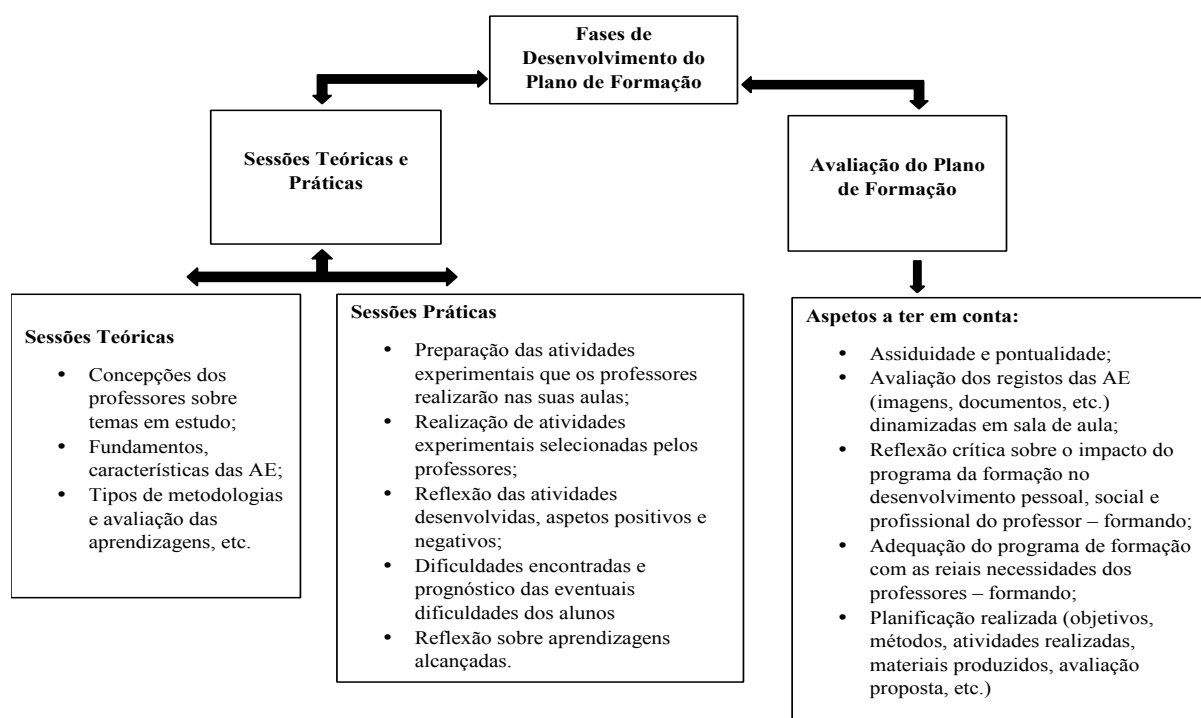 Fases de
Desenvolvimento do
Plano de Formação
Sessões Teóricas e
Práticas
Avaliação do Plano
de Formação
Sessões Teóricas
• Concepções dos
professores sobre
temas em estudo;
• Fundamentos,
características das AE;
• Tipos de metodologias
e avaliação das
aprendizagens, etc.
Sessões Práticas
• Preparação das atividades
experimentais que os professores
realizarão nas suas aulas;
• Realização de atividades
experimentais selecionadas pelos
professores;
• Reflexão das atividades
desenvolvidas, aspetos positivos e
negativos;
• Dificuldades encontradas e
prognóstico das eventuais
dificuldades dos alunos
• Reflexão sobre aprendizagens
alcançadas.
Aspetos a ter em conta:
• Assiduidade e pontualidade;
• Avaliação dos registos das AE
(imagens, documentos, etc.)
dinamizadas em sala de aula;
• Reflexão crítica sobre o impacto do
programa da formação no
desenvolvimento pessoal, social e
profissional do professor – formando;
• Adequação do programa de formação
com as reiais necessidades dos
professores – formando;
• Planificação realizada (objetivos,
métodos, atividades realizadas,
materiais produzidos, avaliação
proposta, etc.)